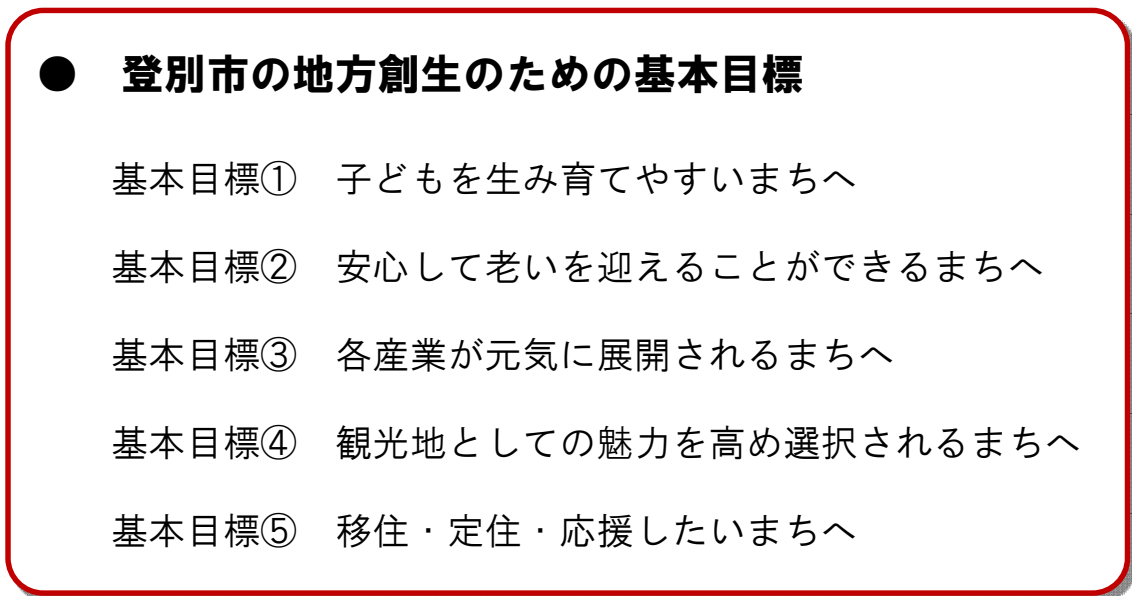 ● 登別市の地方創生のための基本目標
基本目標① 子どもを生み育てやすいまちへ
基本目標② 安心して老いを迎えることができるまちへ
基本目標③ 各産業が元気に展開されるまちへ
基本目標④ 観光地としての魅力を高め選択されるまちへ
基本目標⑤ 移住・定住・応援したいまちへ